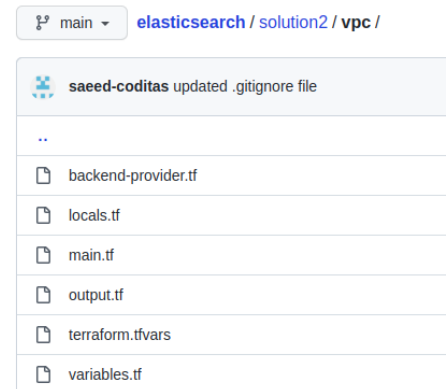 main elasticsearch / solution2 / vpc /
saeed-coditas updated .gitignore file
..
backend-provider.tf
locals.tf
main.tf
output.tf
terraform.tfvars
variables.tf